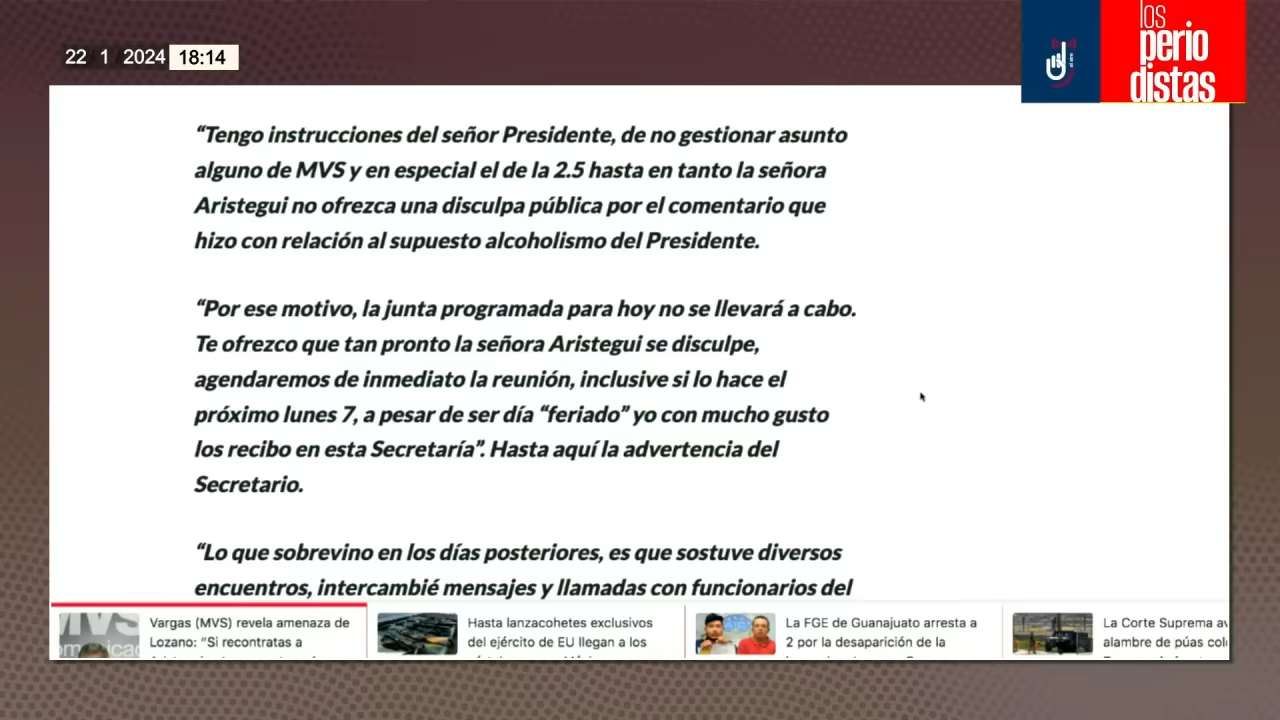 22 1 2024 18:14
los
perio
distas
“Tengo instrucciones del señor Presidente, de no gestionar asunto
alguno de MVS y en especial el de la 2.5 hasta en tanto la señora
Aristegui no ofrezca una disculpa pública por el comentario que
hizo con relación al supuesto alcoholismo del Presidente.
“Por ese motivo, la junta programada para hoy no se llevará a cabo.
Te ofrezco que tan pronto la señora Aristegui se disculpe,
agendaremos de inmediato la reunión, inclusive si lo hace el
próximo lunes 7, a pesar de ser día “feriado” yo con mucho gusto
los recibo en esta Secretaría”. Hasta aquí la advertencia del
Secretario.
“Lo que sobrevino en los días posteriores, es que sostuve diversos
encuentros, intercambié mensajes y llamadas con funcionarios del
MVS
Vargas (MVS) revela amenaza de
Lozano: “Si recontratas a
Hasta lanzacohetes exclusivos
del ejército de EU llegan a los
La FGE de Guanajuato arresta a
2 por la desaparición de la
La Corte Suprema av
alambre de púas col